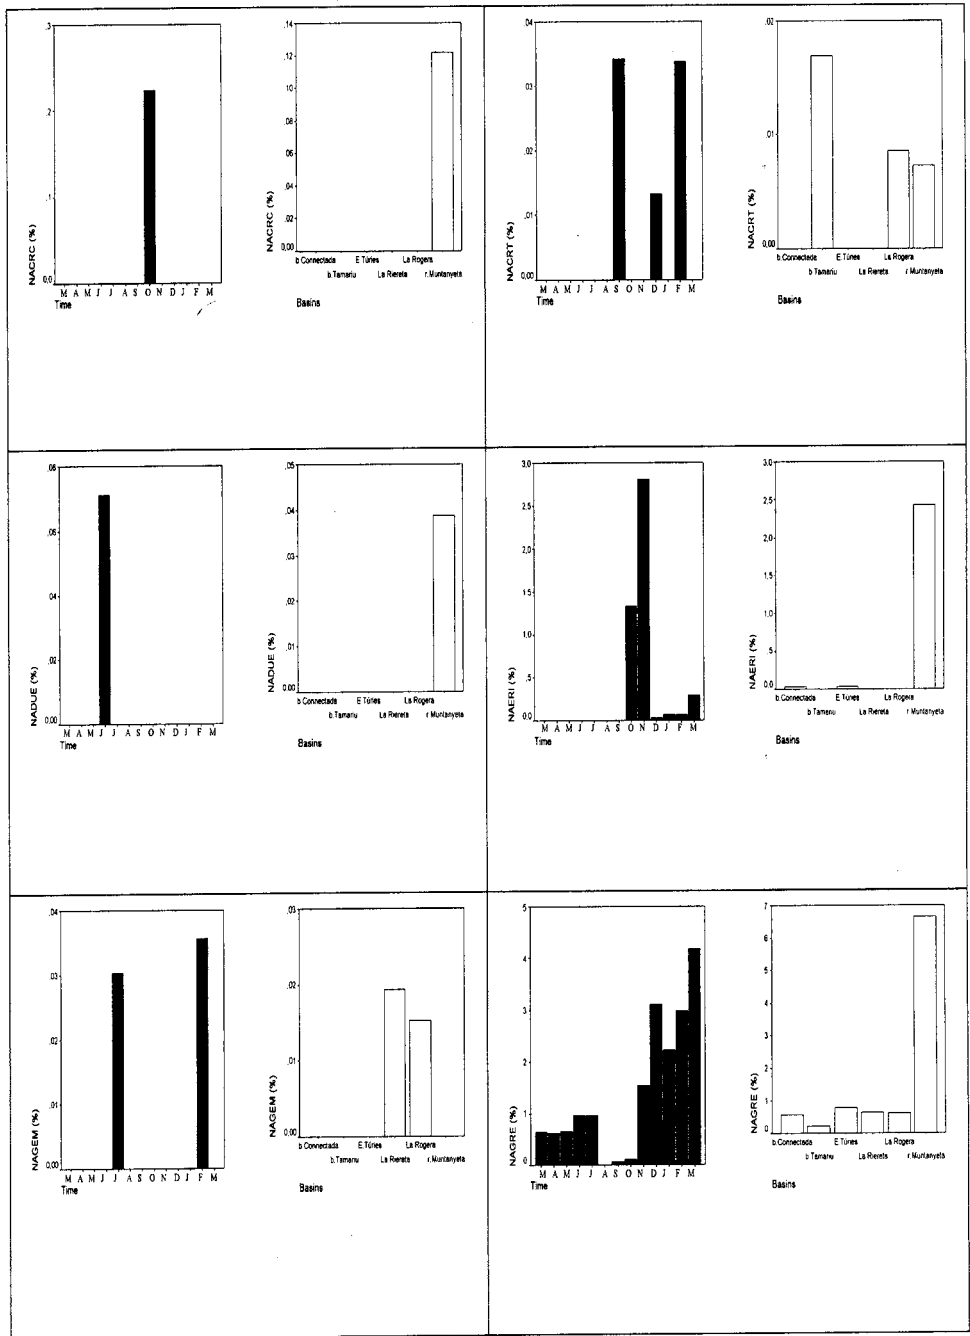 .3
.2
.1
0.0
NACRC (%)
M A M J J A S O N D J F M
Time
.14
.12
.10
.08
.06
.04
.02
0.00
NACRC (%)
b.Connectada E.Túries La Rogera
b.Tamariu La Riereta r.Muntanyeta
Basins
.04
.03
.02
.01
0.00
NACRT (%)
M A M J J A S O N D J F M
Time
.02
.01
0.00
NACRT (%)
b.Connectada E.Túries La Rogera
b.Tamariu La Riereta r.Muntanyeta
Basins
.08
.06
.04
.02
0.00
NADUE (%)
M A M J J A S O N D J F M
Time
.05
.04
.03
.02
.01
0.00
NADUE (%)
b.Connectada E.Túries La Rogera
b.Tamariu La Riereta r.Muntanyeta
Basins
3.0
2.5
2.0
1.5
1.0
.5
0.0
NAERI (%)
M A M J J A S O N D J F M
Time
3.0
2.5
2.0
1.5
1.0
.5
0.0
NAERI (%)
b.Connectada E.Túries La Rogera
b.Tamariu La Riereta r.Muntanyeta
Basins
.04
.03
.02
.01
0.00
NAGEM (%)
M A M J J A S O N D J F M
Time
.03
.02
.01
0.00
NAGEM (%)
b.Connectada E.Túries La Rogera
b.Tamariu La Riereta r.Muntanyeta
Basins
5
4
3
2
1
0
NAGRE (%)
M A M J J A S O N D J F M
Time
7
6
5
4
3
2
1
0
NAGRE (%)
b.Connectada E.Túries La Rogera
b.Tamariu La Riereta r.Muntanyeta
Basins